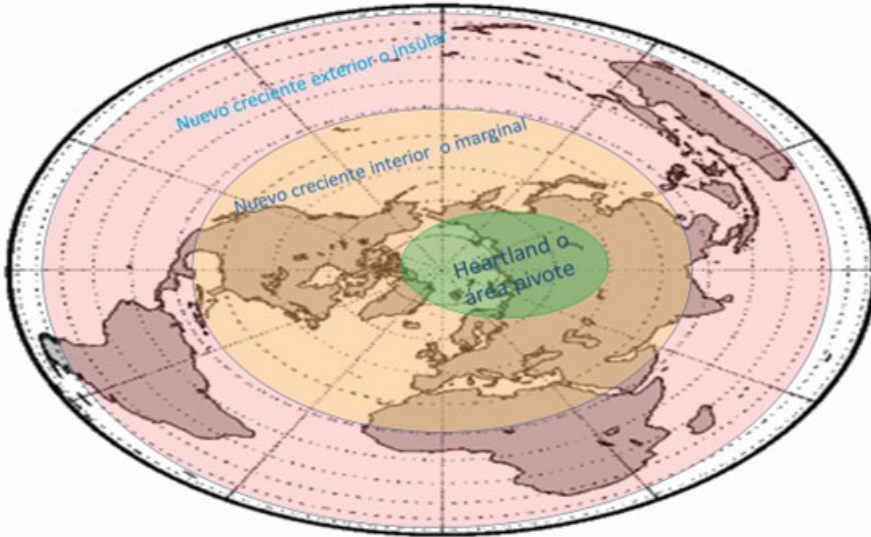 Nuevo creciente exterior o insular
Nuevo creciente interior o marginal
Heartland o
área pivote